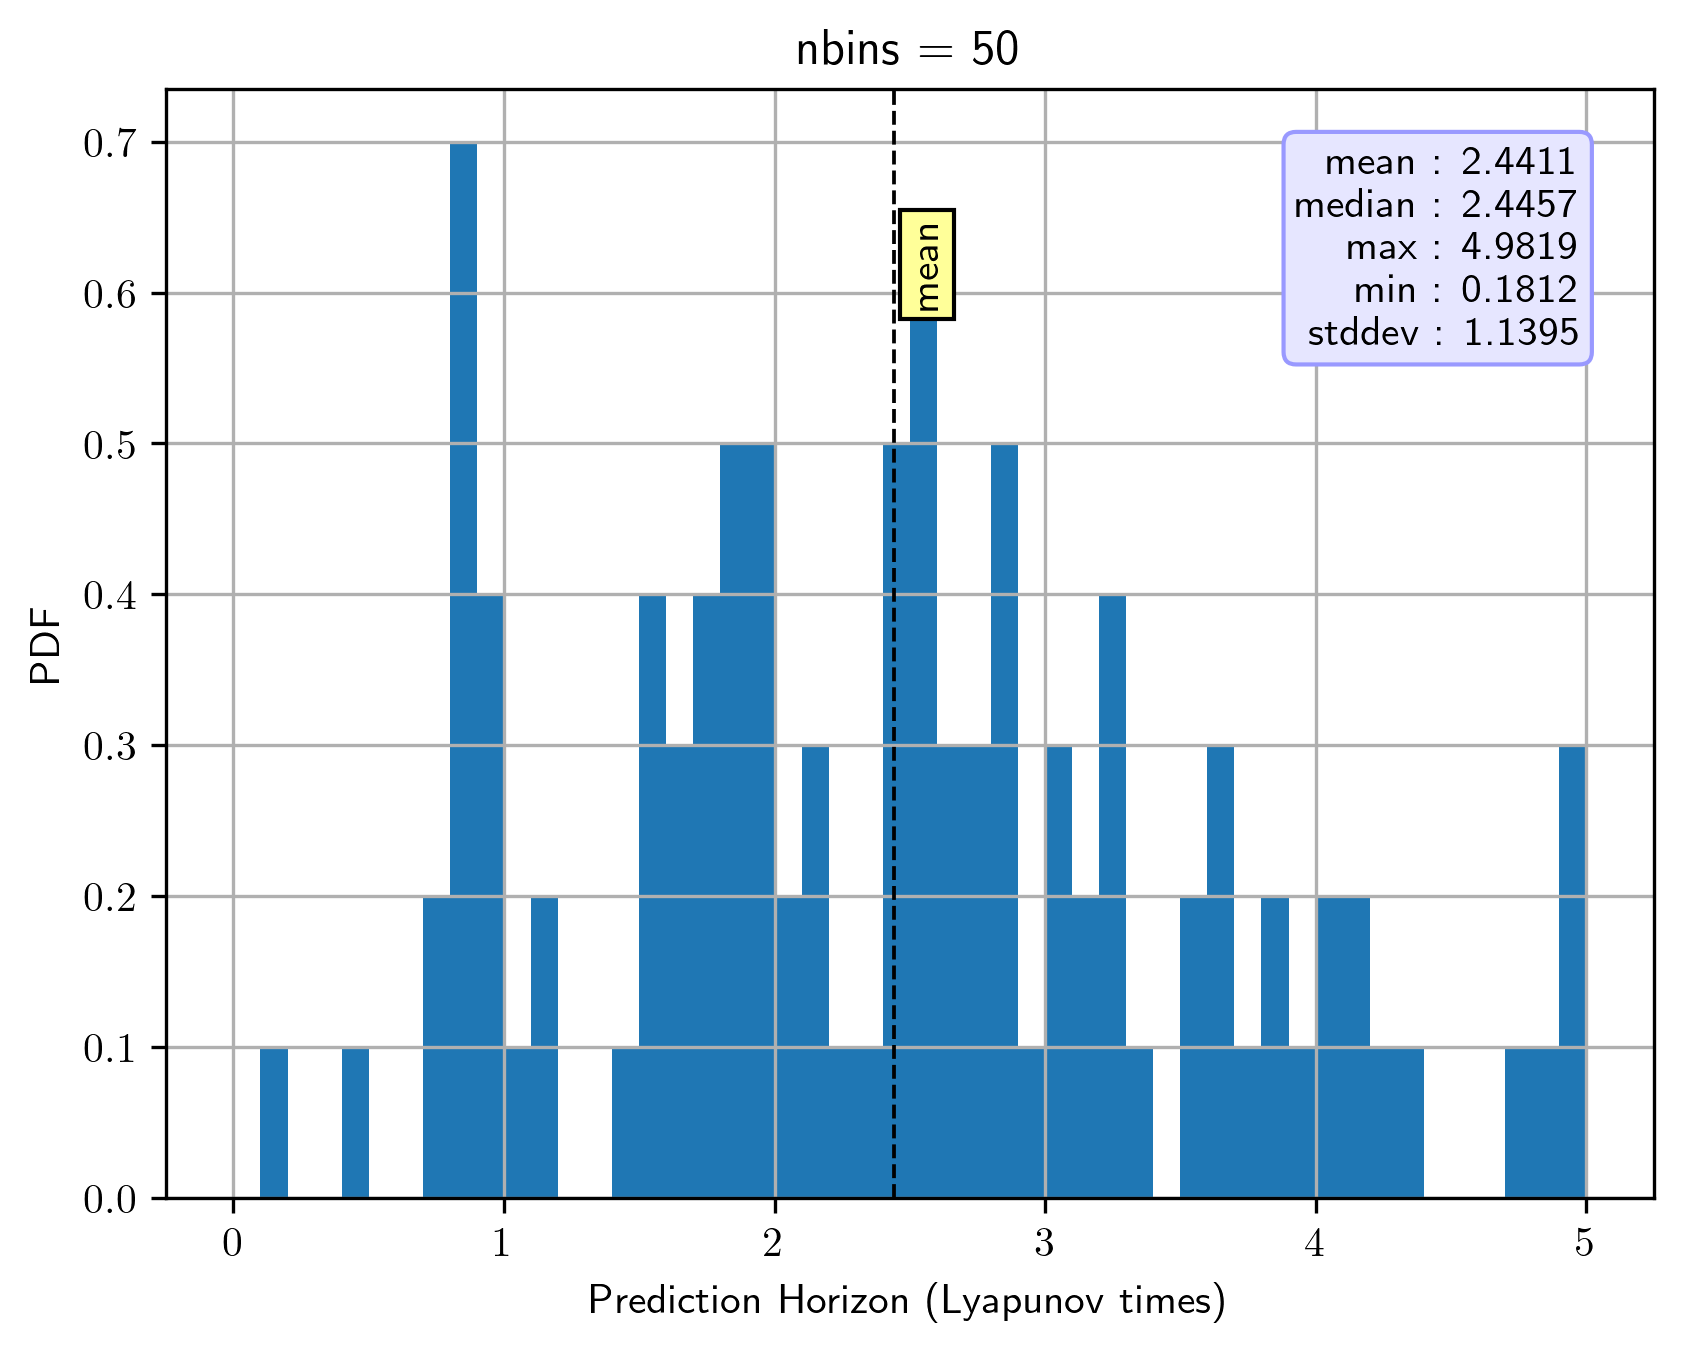 nbins = 50
0.7
0.6
0.5
0.4
0.3
0.2
0.1
0.0
PDF
mean
mean : 2.4411
median : 2.4457
max : 4.9819
min : 0.1812
stddev : 1.1395
0 1 2 3 4 5
Prediction Horizon (Lyapunov times)